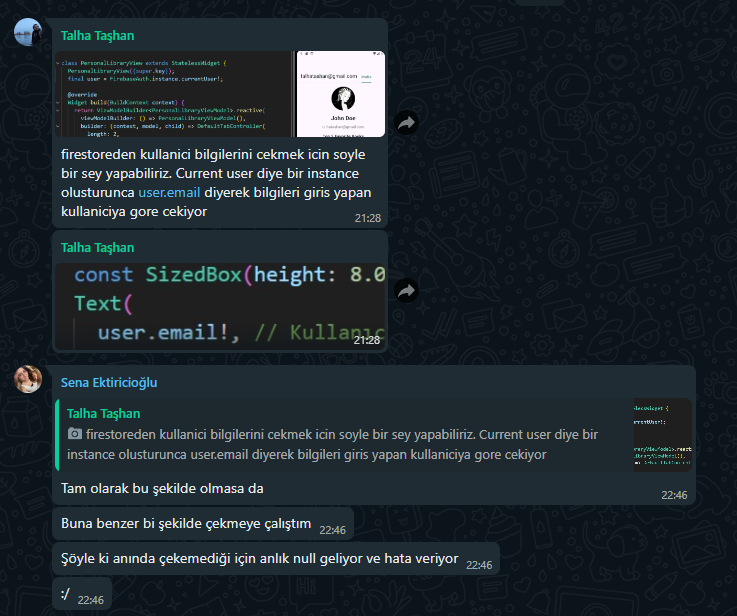 Talha Taşhan
class PersonalLibraryView extends StatelessWidget {
PersonalLibraryView({super.key});
final user = FirebaseAuth.instance.currentUser!;
@override
Widget build(BuildContext context) {
return ViewModelBuilder<PersonalLibraryViewModel>.reactive(
viewModelBuilder: () => PersonalLibraryViewModel(),
builder: (context, model, child) => DefaultTabController(
length: 2,
talhatashan@gmail.com
John Doe
firestoreden kullanici bilgilerini cekmek icin soyle
bir sey yapabiliriz. Current user diye bir instance
olusturunca user.email diyerek bilgileri giris yapan
kullaniciya gore cekiyor
21:28
Talha Taşhan
const SizedBox(height: 8.0
Text(
user.email!, // Kullanıc
21:28
Sena Ektiricioğlu
Talha Taşhan
firestoreden kullanici bilgilerini cekmek icin soyle bir sey yapabiliriz. Current user diye bir
instance olusturunca user.email diyerek bilgileri giris yapan kullaniciya gore cekiyor
Tam olarak bu şekilde olmasa da
22:46
Buna benzer bi şekilde çekmeye çalıştım 22:46
Şöyle ki anında çekemediği için anlık null geliyor ve hata veriyor 22:46
:/ 22:46